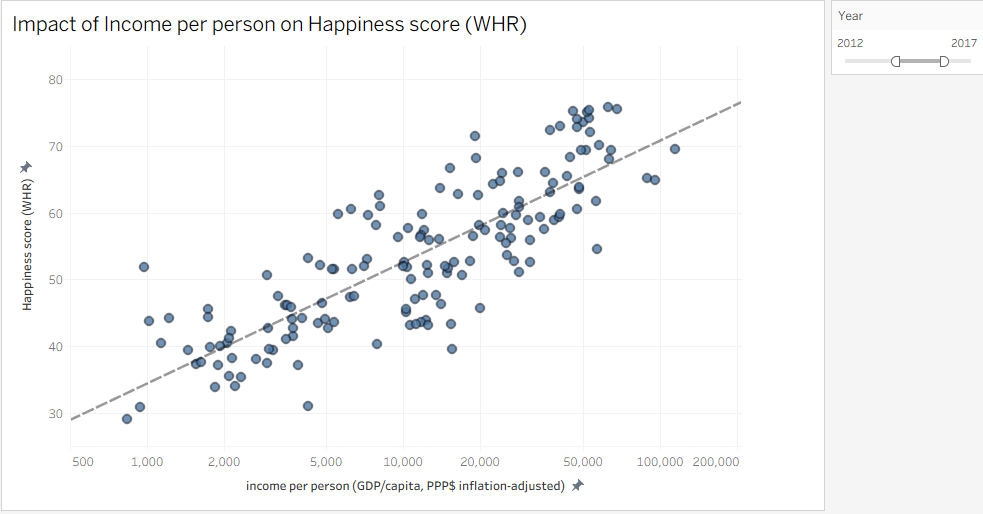 Impact of Income per person on Happiness score (WHR)
Year
2012 2017
Happiness score (WHR)
80
70
60
50
40
30
500 1,000 2,000 5,000 10,000 20,000 50,000 100,000 200,000
income per person (GDP/capita, PPP$ inflation-adjusted)